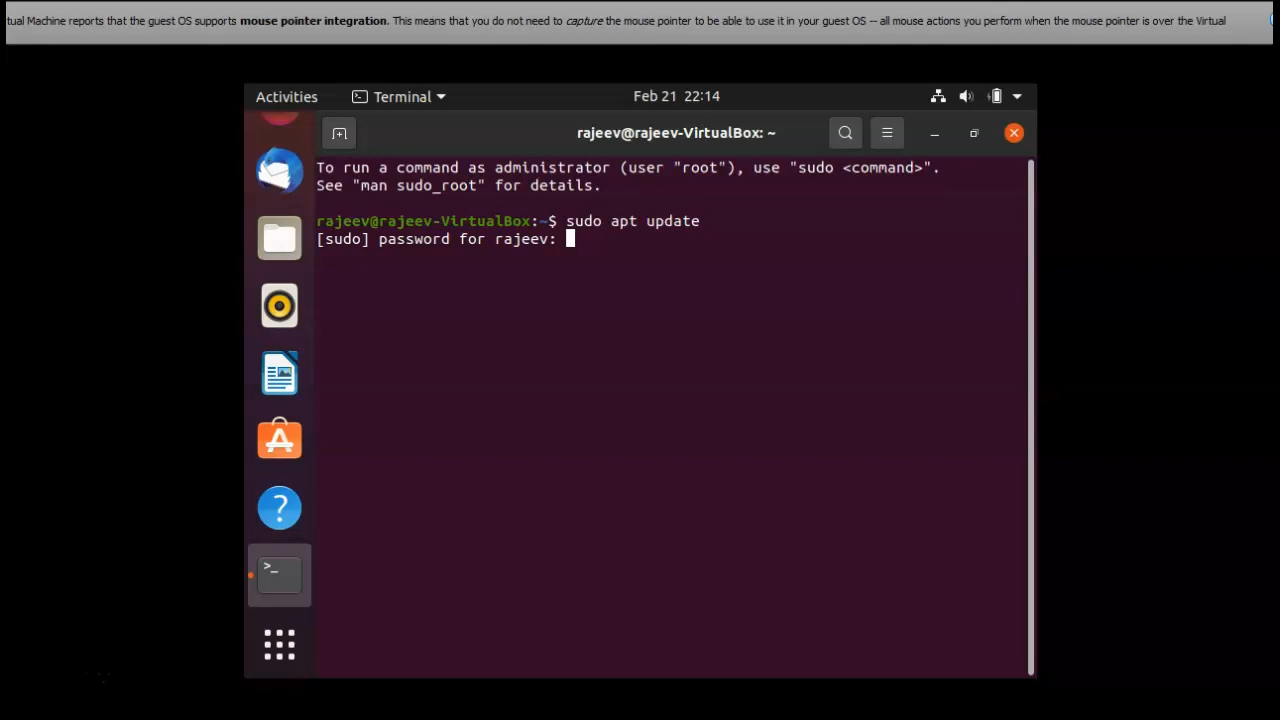 tual Machine reports that the guest OS supports mouse pointer integration. This means that you do not need to capture the mouse pointer to be able to use it in your guest OS -- all mouse actions you perform when the mouse pointer is over the Virtual
Activities Terminal Feb 21 22:14
rajeev@rajeev-VirtualBox: ~
To run a command as administrator (user "root"), use "sudo <command>".
See "man sudo_root" for details.
rajeev@rajeev-VirtualBox:~$ sudo apt update
[sudo] password for rajeev: